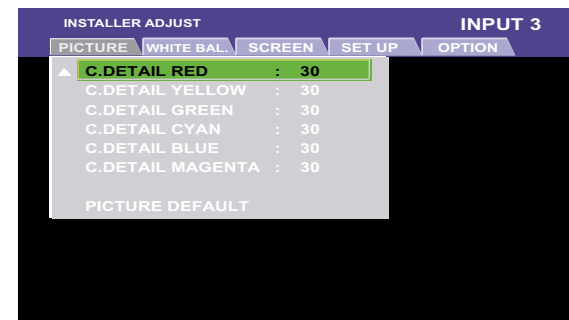 INSTALLER ADJUST INPUT 3
PICTURE WHITE BAL. SCREEN SET UP OPTION
C.DETAIL RED : 30
C.DETAIL YELLOW : 30
C.DETAIL GREEN : 30
C.DETAIL CYAN : 30
C.DETAIL BLUE : 30
C.DETAIL MAGENTA : 30
PICTURE DEFAULT